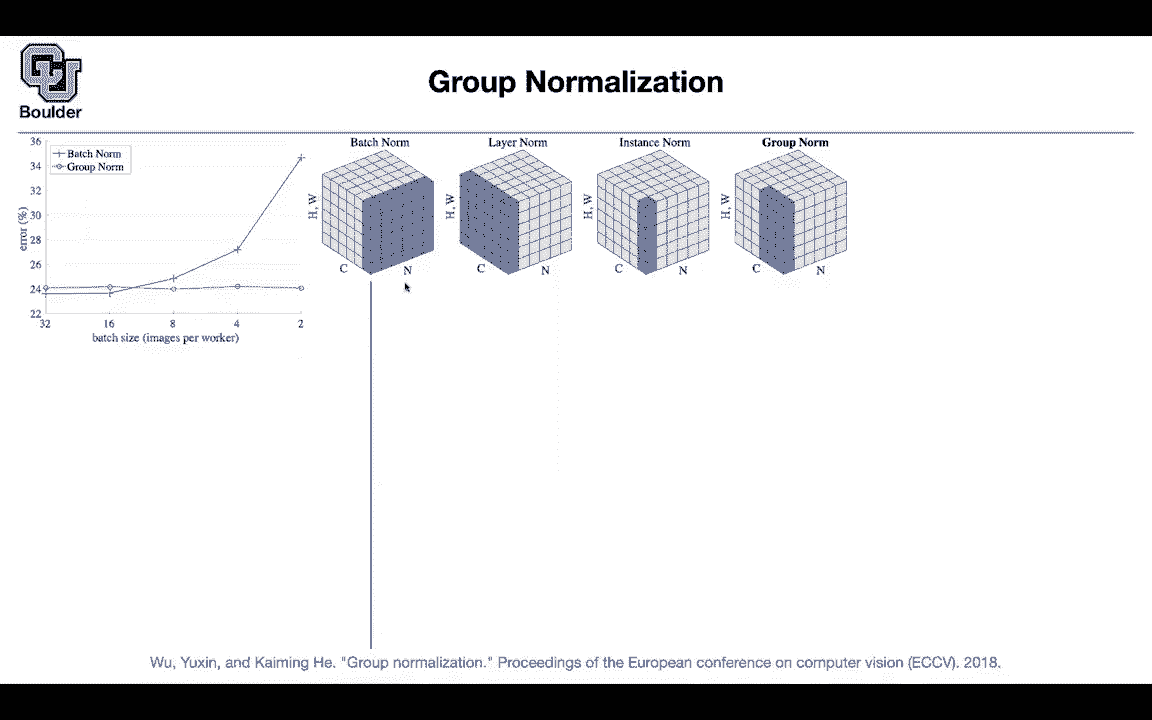 Boulder
Group Normalization
36
34
32
30
28
26
24
22
error (%)
Batch Norm
Group Norm
32 16 8 4 2
batch size (images per worker)
Batch Norm
H, W
C N
Layer Norm
H, W
C N
Instance Norm
H, W
C N
Group Norm
H, W
C N
Wu, Yuxin, and Kaiming He. "Group normalization." Proceedings of the European conference on computer vision (ECCV). 2018.